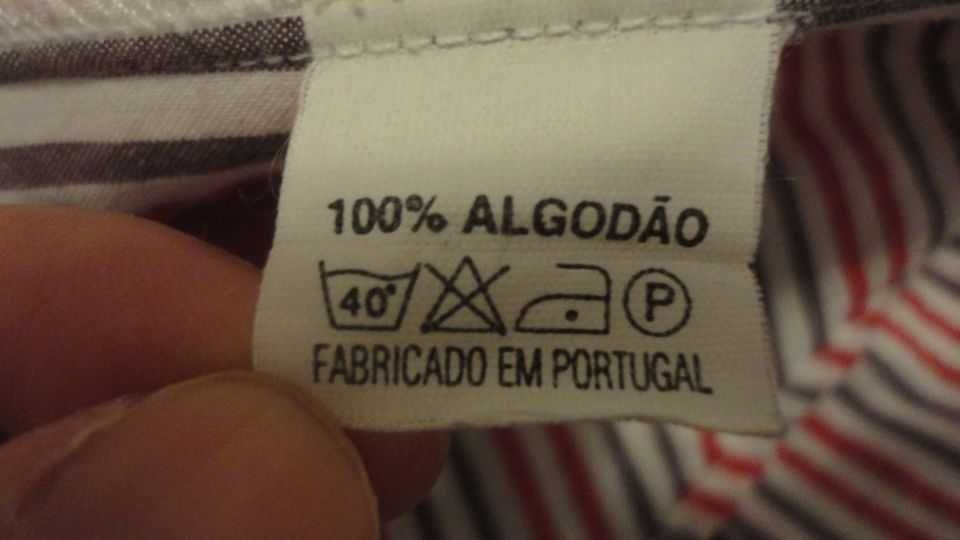 100% ALGODÃO
40° P
FABRICADO EM PORTUGAL